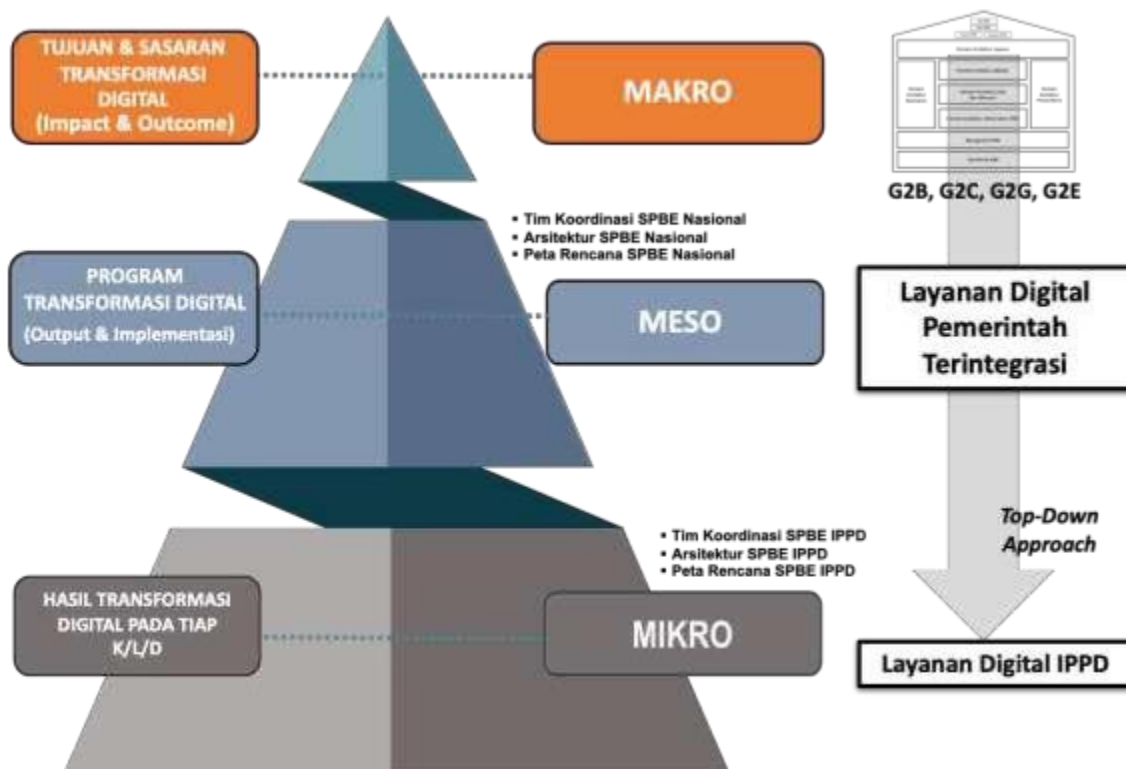 TUJUAN & SASARAN
TRANSFORMASI
DIGITAL
(Impact & Outcome)
MAKRO
G2B, G2C, G2G, G2E
▪ Tim Koordinasi SPBE Nasional
▪ Arsitektur SPBE Nasional
▪ Peta Rencana SPBE Nasional
PROGRAM
TRANSFORMASI DIGITAL
(Output & Implementasi)
MESO
Layanan Digital
Pemerintah
Terintegrasi
▪ Tim Koordinasi SPBE IPPD
▪ Arsitektur SPBE IPPD
▪ Peta Rencana SPBE IPPD
Top-Down
Approach
HASIL TRANSFORMASI
DIGITAL PADA TIAP
K/L/D
MIKRO
Layanan Digital IPPD